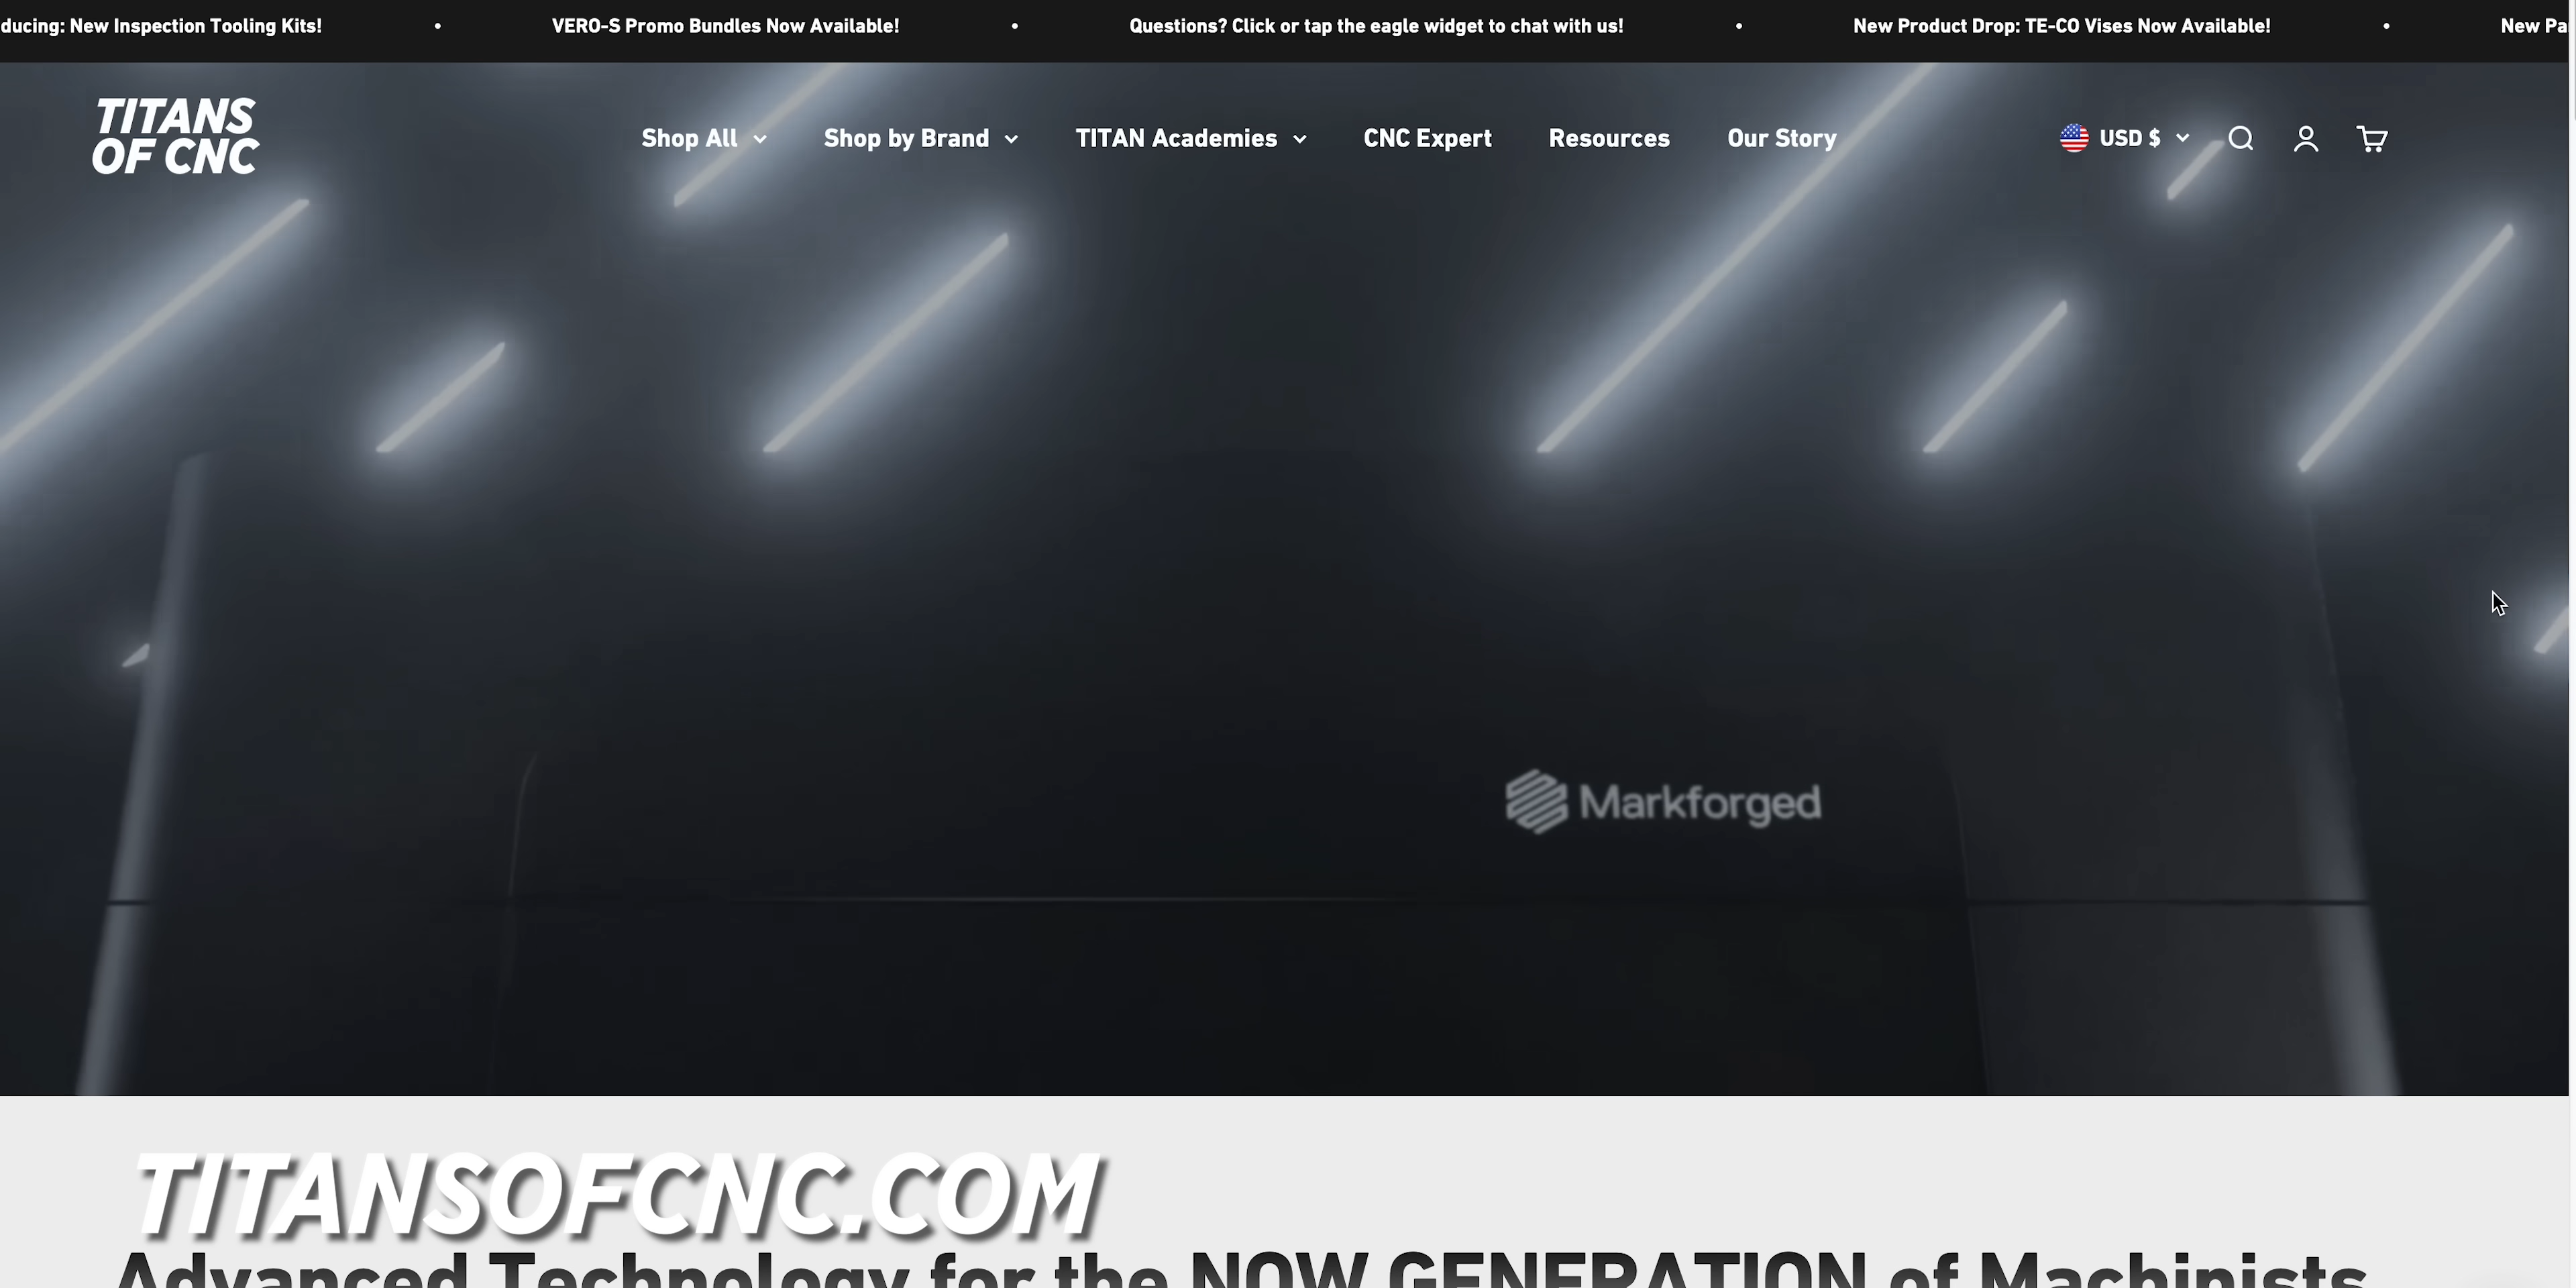 ducing: New Inspection Tooling Kits! • VERO-S Promo Bundles Now Available! • Questions? Click or tap the eagle widget to chat with us! • New Product Drop: TE-CO Vises Now Available! • New Pa
TITANS
OF CNC
Shop All Shop by Brand TITAN Academies CNC Expert Resources Our Story USD $
Markforged
TITANSOFCNC.COM
Advanced Technology for the NOW GENERATION of Machinists